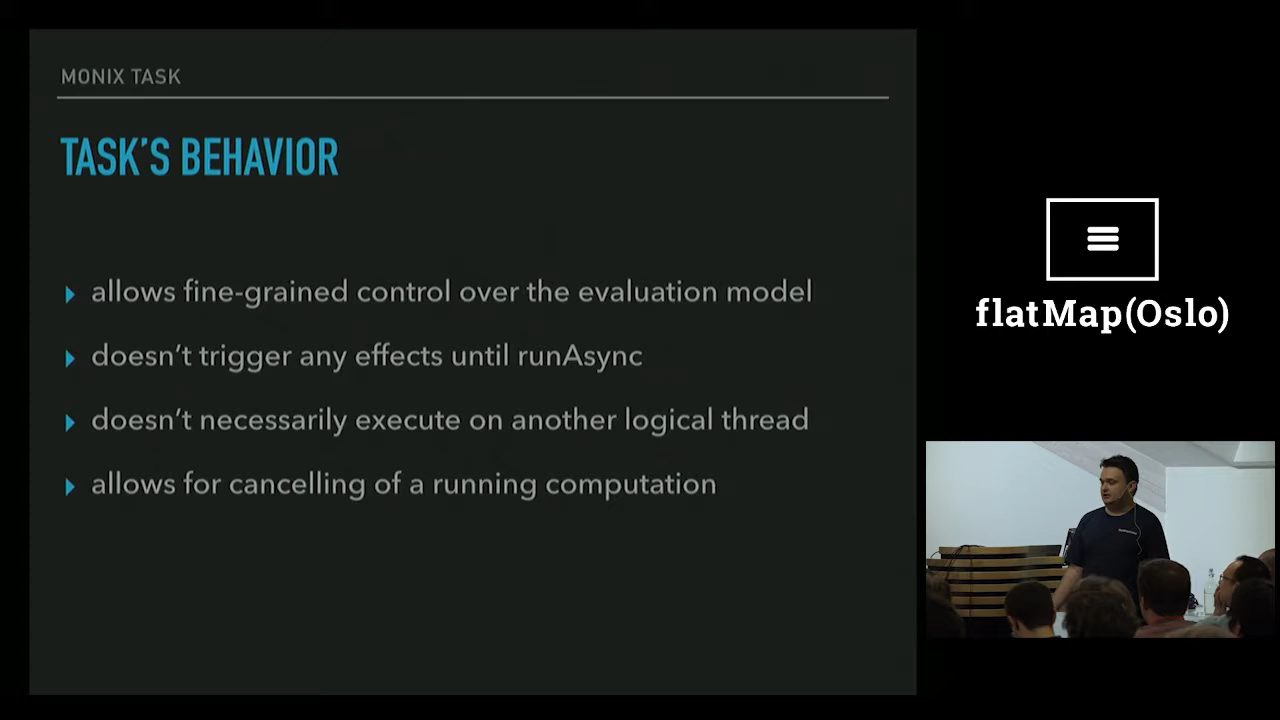 MONIX TASK
TASK'S BEHAVIOR
allows fine-grained control over the evaluation model
doesn't trigger any effects until runAsync
doesn't necessarily execute on another logical thread
allows for cancelling of a running computation
flatMap(Oslo)